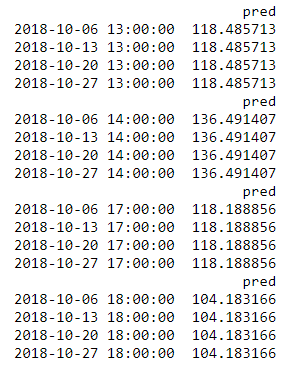 pred
2018-10-06 13:00:00 118.485713
2018-10-13 13:00:00 118.485713
2018-10-20 13:00:00 118.485713
2018-10-27 13:00:00 118.485713
pred
2018-10-06 14:00:00 136.491407
2018-10-13 14:00:00 136.491407
2018-10-20 14:00:00 136.491407
2018-10-27 14:00:00 136.491407
pred
2018-10-06 17:00:00 118.188856
2018-10-13 17:00:00 118.188856
2018-10-20 17:00:00 118.188856
2018-10-27 17:00:00 118.188856
pred
2018-10-06 18:00:00 104.183166
2018-10-13 18:00:00 104.183166
2018-10-20 18:00:00 104.183166
2018-10-27 18:00:00 104.183166